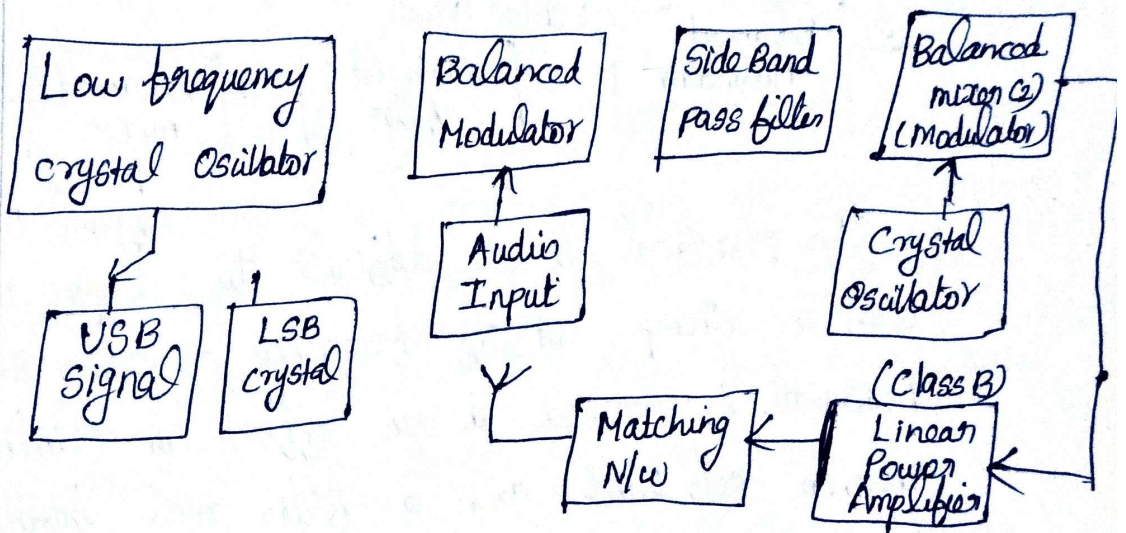 Low frequency
crystal Oscillator
Balanced
Modulator
Side Band
pass filter
Balanced
mixer (2)
(modulator)
Audio
Input
Crystal
Oscillator
USB
Signal
LSB
crystal
(Class B)
Matching
N/W
Linear
Power
Amplifier